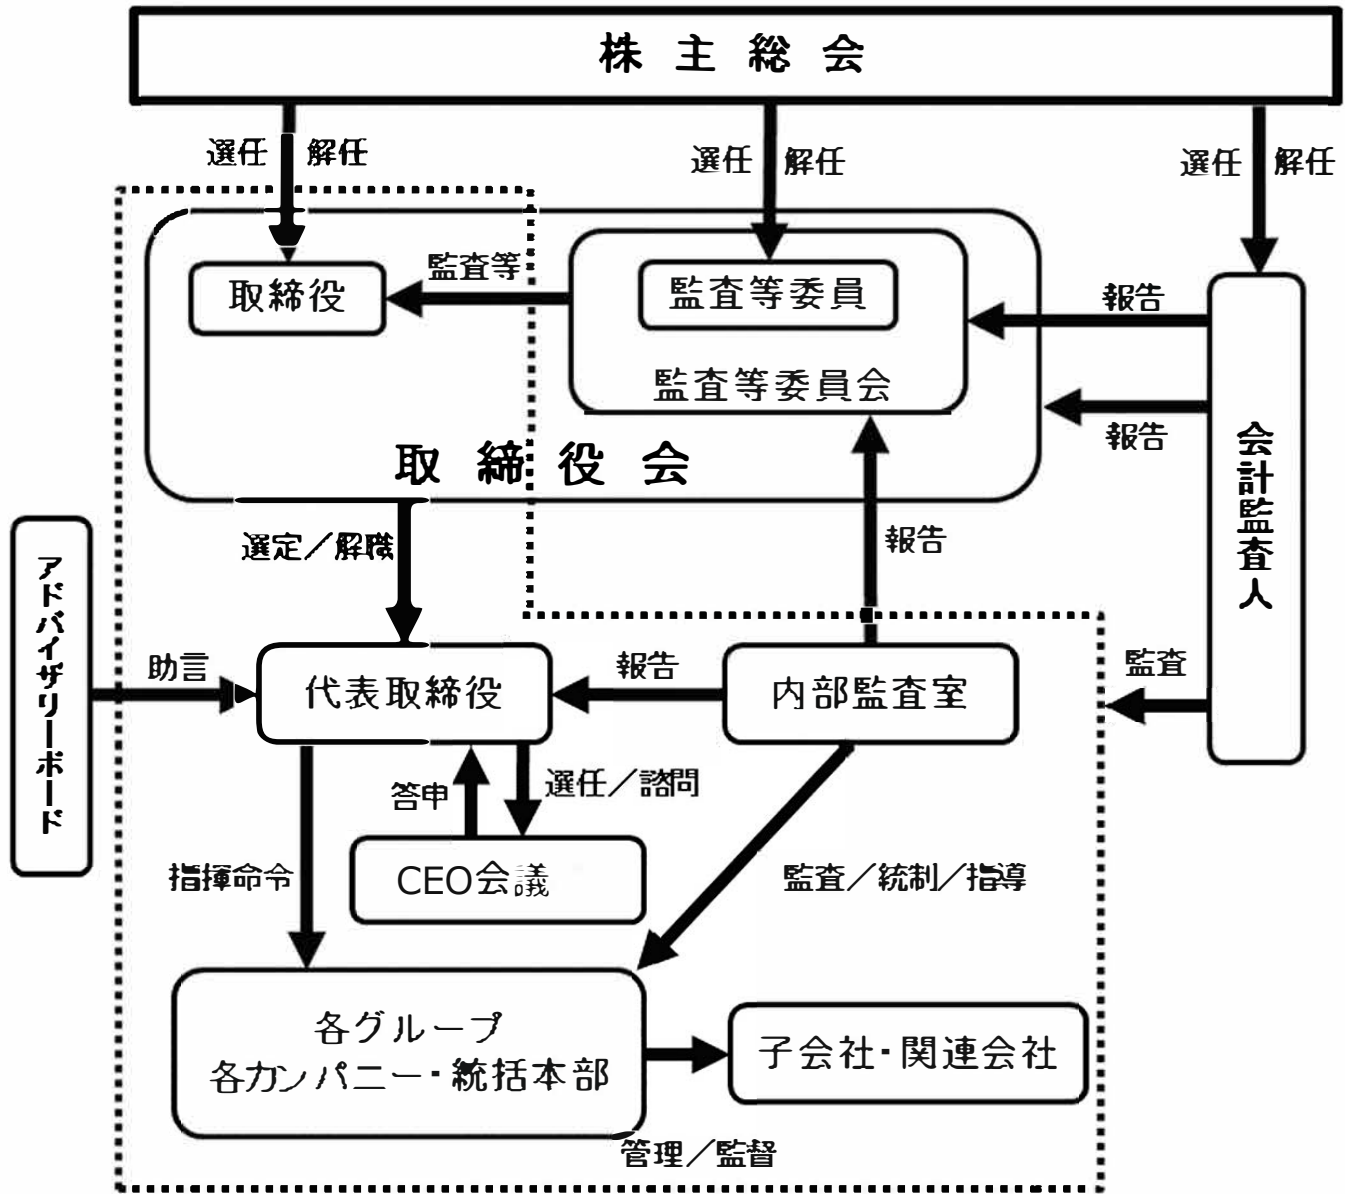 株主総会
選任 解任
選任 解任
選任 解任
取締役
監査等
監査等委員
監査等委員会
取締役会
報告
報告
会計監査人
選定／解職
報告
アドバイザリーボード
助言
代表取締役
報告
内部監査室
監査
答申
選任／諮問
指揮命令
CEO会議
監査／統制／指導
各グループ
各カンパニー・統括本部
子会社・関連会社
管理／監督